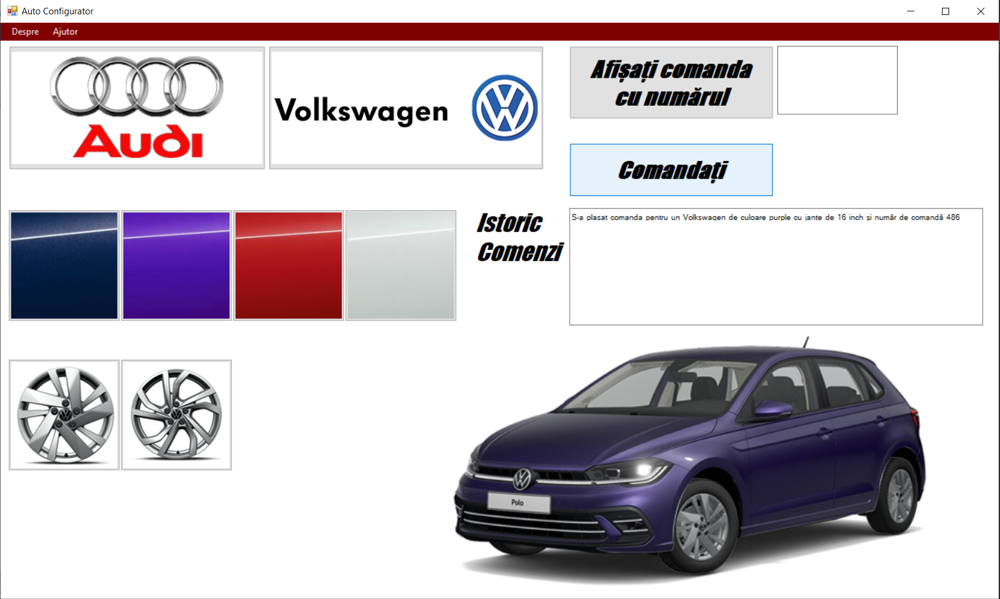 Auto Configurator
Despre
Ajutor
Audi
Volkswagen
Afișați comanda
cu numărul
Comandați
Istoric
Comenzi
S-a plasat comanda pentru un Volkswagen de culoare purple cu jante de 16 inch și număr de comandă 486
Polo